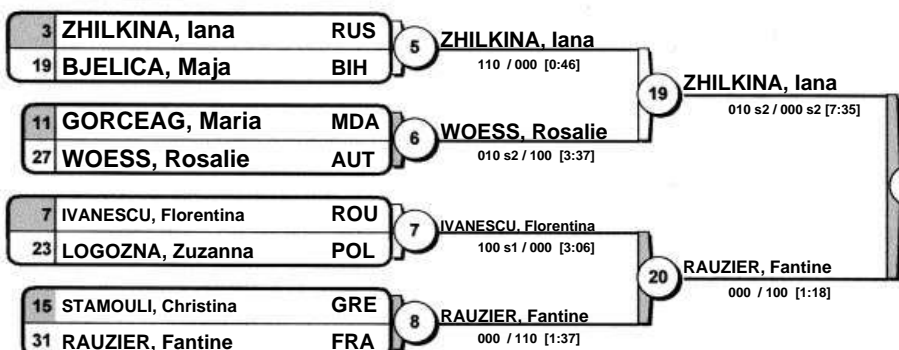 3 ZHILKINA, Iana RUS
19 BJELICA, Maja BIH
5
ZHILKINA, Iana
110 / 000 [0:46]
11 GORCEAG, Maria MDA
27 WOESS, Rosalie AUT
6
WOESS, Rosalie
010 s2 / 100 [3:37]
19
ZHILKINA, Iana
010 s2 / 000 s2 [7:35]
7 IVANESCU, Florentina ROU
23 LOGOZNA, Zuzanna POL
7
IVANESCU, Florentina
100 s1 / 000 [3:06]
15 STAMOULI, Christina GRE
31 RAUZIER, Fantine FRA
8
RAUZIER, Fantine
000 / 110 [1:37]
20
RAUZIER, Fantine
000 / 100 [1:18]